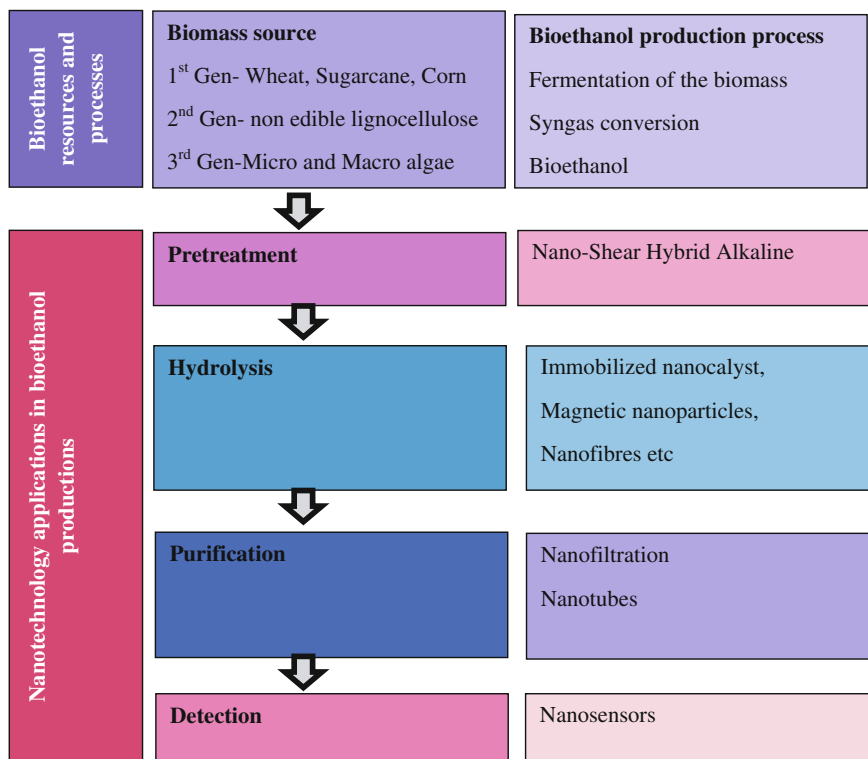 Bioethanol
resources and
processes
Biomass source
1st Gen- Wheat, Sugarcane, Corn
2nd Gen- non edible lignocellulose
3rd Gen-Micro and Macro algae
Bioethanol production process
Fermentation of the biomass
Syngas conversion
Bioethanol
Nanotechnology applications in bioethanol
productions
Pretreatment
Nano-Shear Hybrid Alkaline
Hydrolysis
Immobilized nanocalyst,
Magnetic nanoparticles,
Nanofibres etc
Purification
Nanofiltration
Nanotubes
Detection
Nanosensors